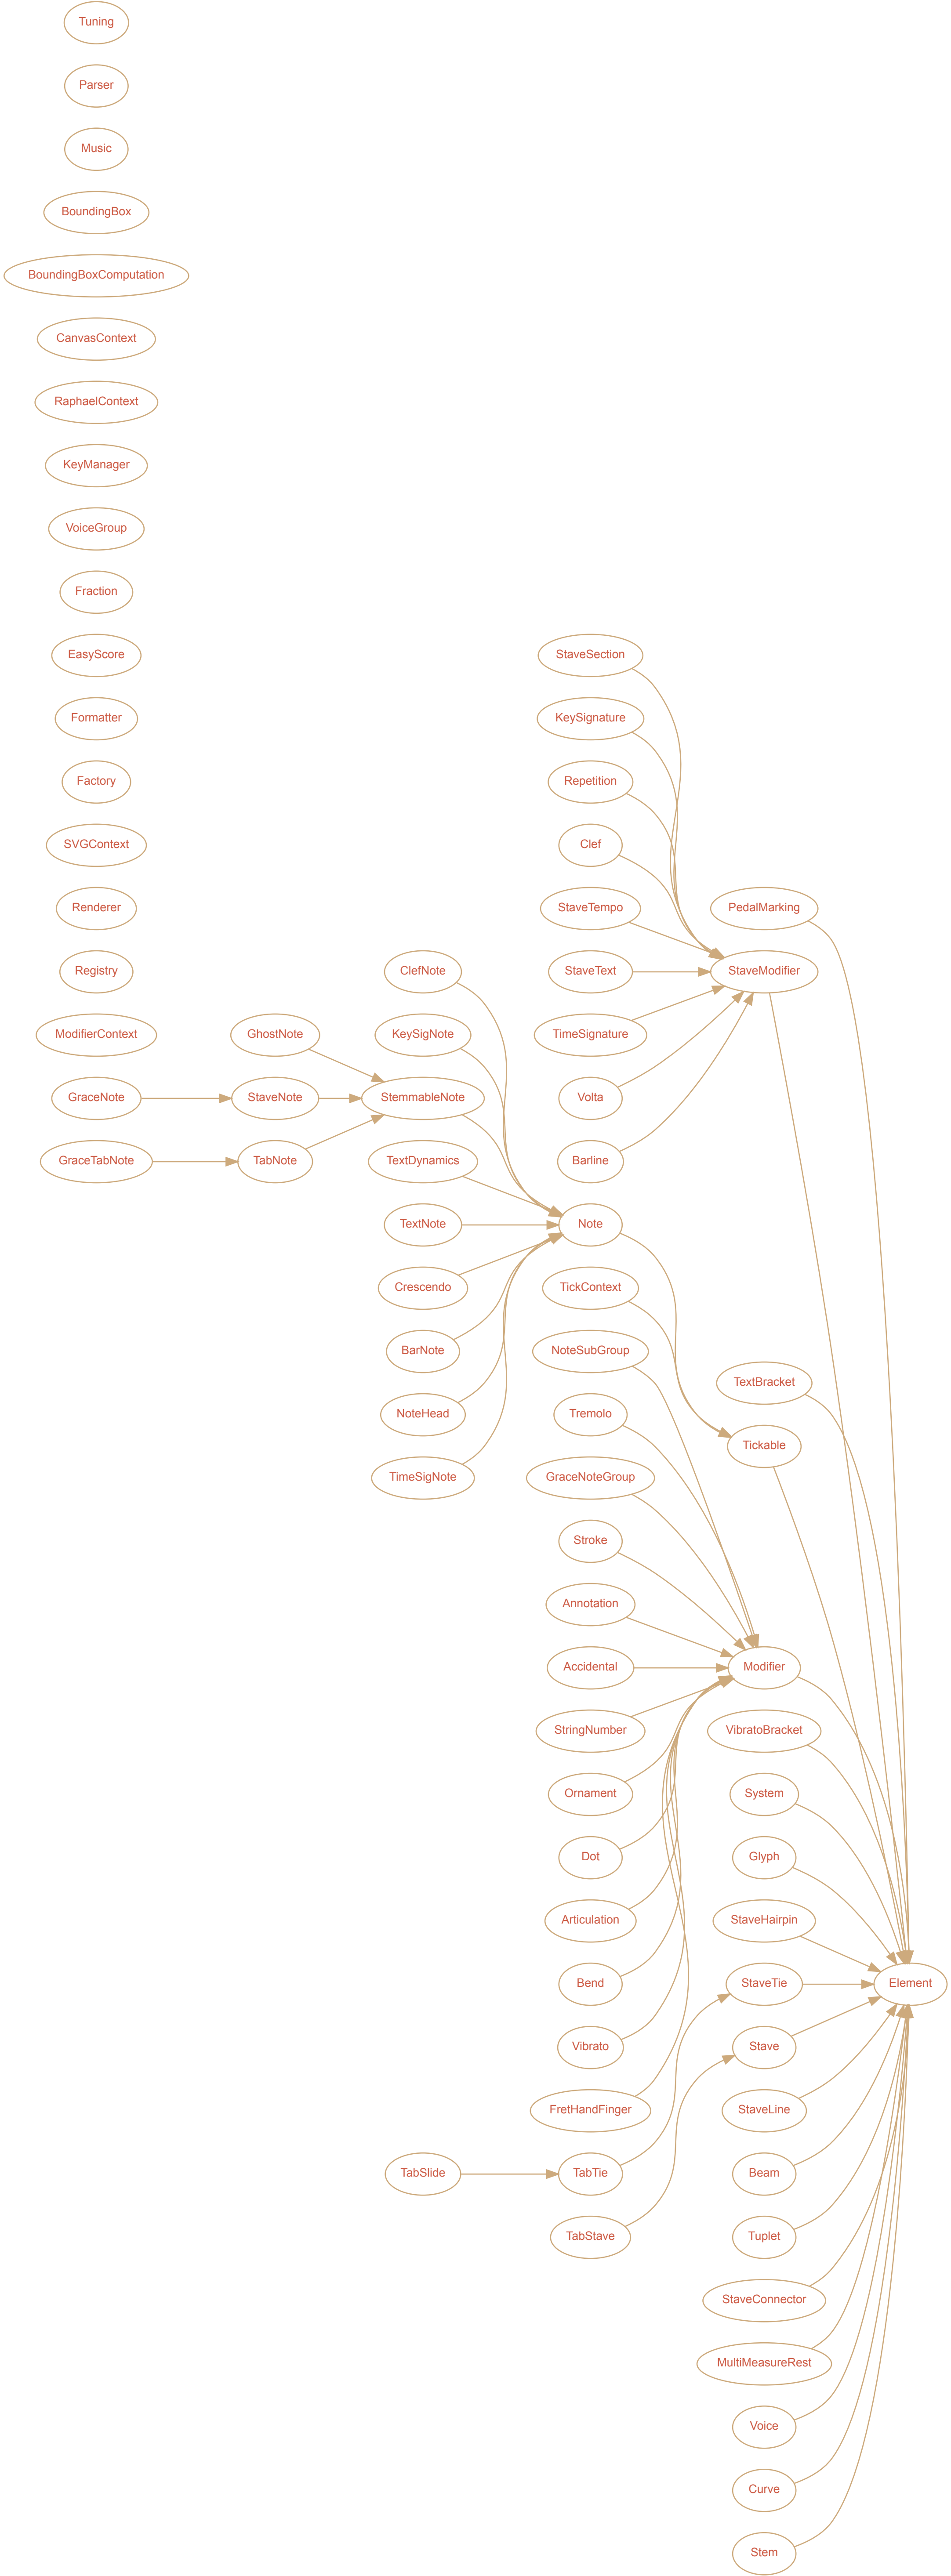 Tuning
Parser
Music
BoundingBox
BoundingBoxComputation
CanvasContext
RaphaelContext
KeyManager
VoiceGroup
Fraction
EasyScore
Formatter
Factory
SVGContext
Renderer
Registry
ModifierContext
GraceNote
GraceTabNote
GhostNote
StaveNote
TabNote
ClefNote
KeySigNote
StemmableNote
TextDynamics
TextNote
Crescendo
BarNote
NoteHead
TimeSigNote
TabSlide
StaveSection
KeySignature
Repetition
Clef
StaveTempo
StaveText
TimeSignature
Volta
Barline
Note
TickContext
NoteSubGroup
Tremolo
GraceNoteGroup
Stroke
Annotation
Accidental
StringNumber
Ornament
Dot
Articulation
Bend
Vibrato
FretHandFinger
TabTie
TabStave
PedalMarking
StaveModifier
TextBracket
Tickable
Modifier
VibratoBracket
System
Glyph
StaveHairpin
StaveTie
Stave
StaveLine
Beam
Tuplet
StaveConnector
MultiMeasureRest
Voice
Curve
Stem
Element